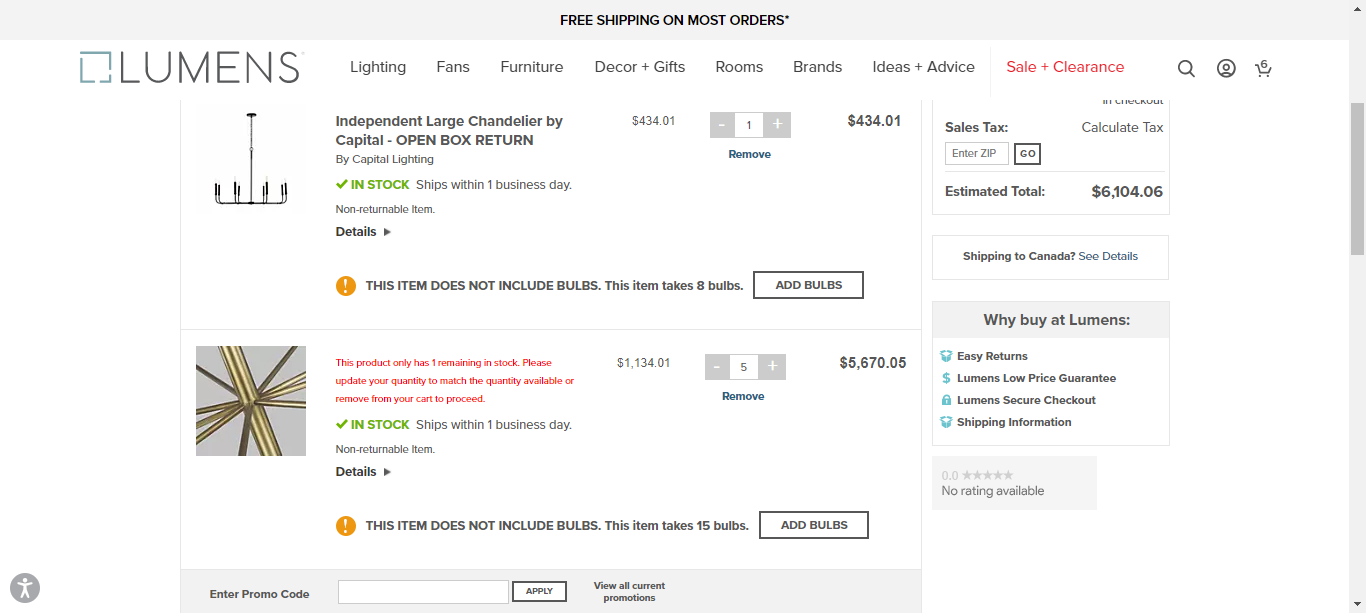 FREE SHIPPING ON MOST ORDERS*
LUMENS
Lighting
Fans
Furniture
Decor + Gifts
Rooms
Brands
Ideas + Advice
Sale + Clearance
6
Independent Large Chandelier by
Capital - OPEN BOX RETURN
By Capital Lighting
IN STOCK Ships within 1 business day.
Non-returnable Item.
Details
$434.01
- 1 +
Remove
$434.01
THIS ITEM DOES NOT INCLUDE BULBS. This item takes 8 bulbs.
ADD BULBS
This product only has 1 remaining in stock. Please
update your quantity to match the quantity available or
remove from your cart to proceed.
IN STOCK Ships within 1 business day.
Non-returnable Item.
Details
$1,134.01
- 5 +
Remove
$5,670.05
THIS ITEM DOES NOT INCLUDE BULBS. This item takes 15 bulbs.
ADD BULBS
Enter Promo Code
APPLY
View all current
promotions
in checkout
Sales Tax:
Calculate Tax
Enter ZIP
GO
Estimated Total:
$6,104.06
Shipping to Canada? See Details
Why buy at Lumens:
Easy Returns
$ Lumens Low Price Guarantee
Lumens Secure Checkout
Shipping Information
0.0 ★★★★★
No rating available